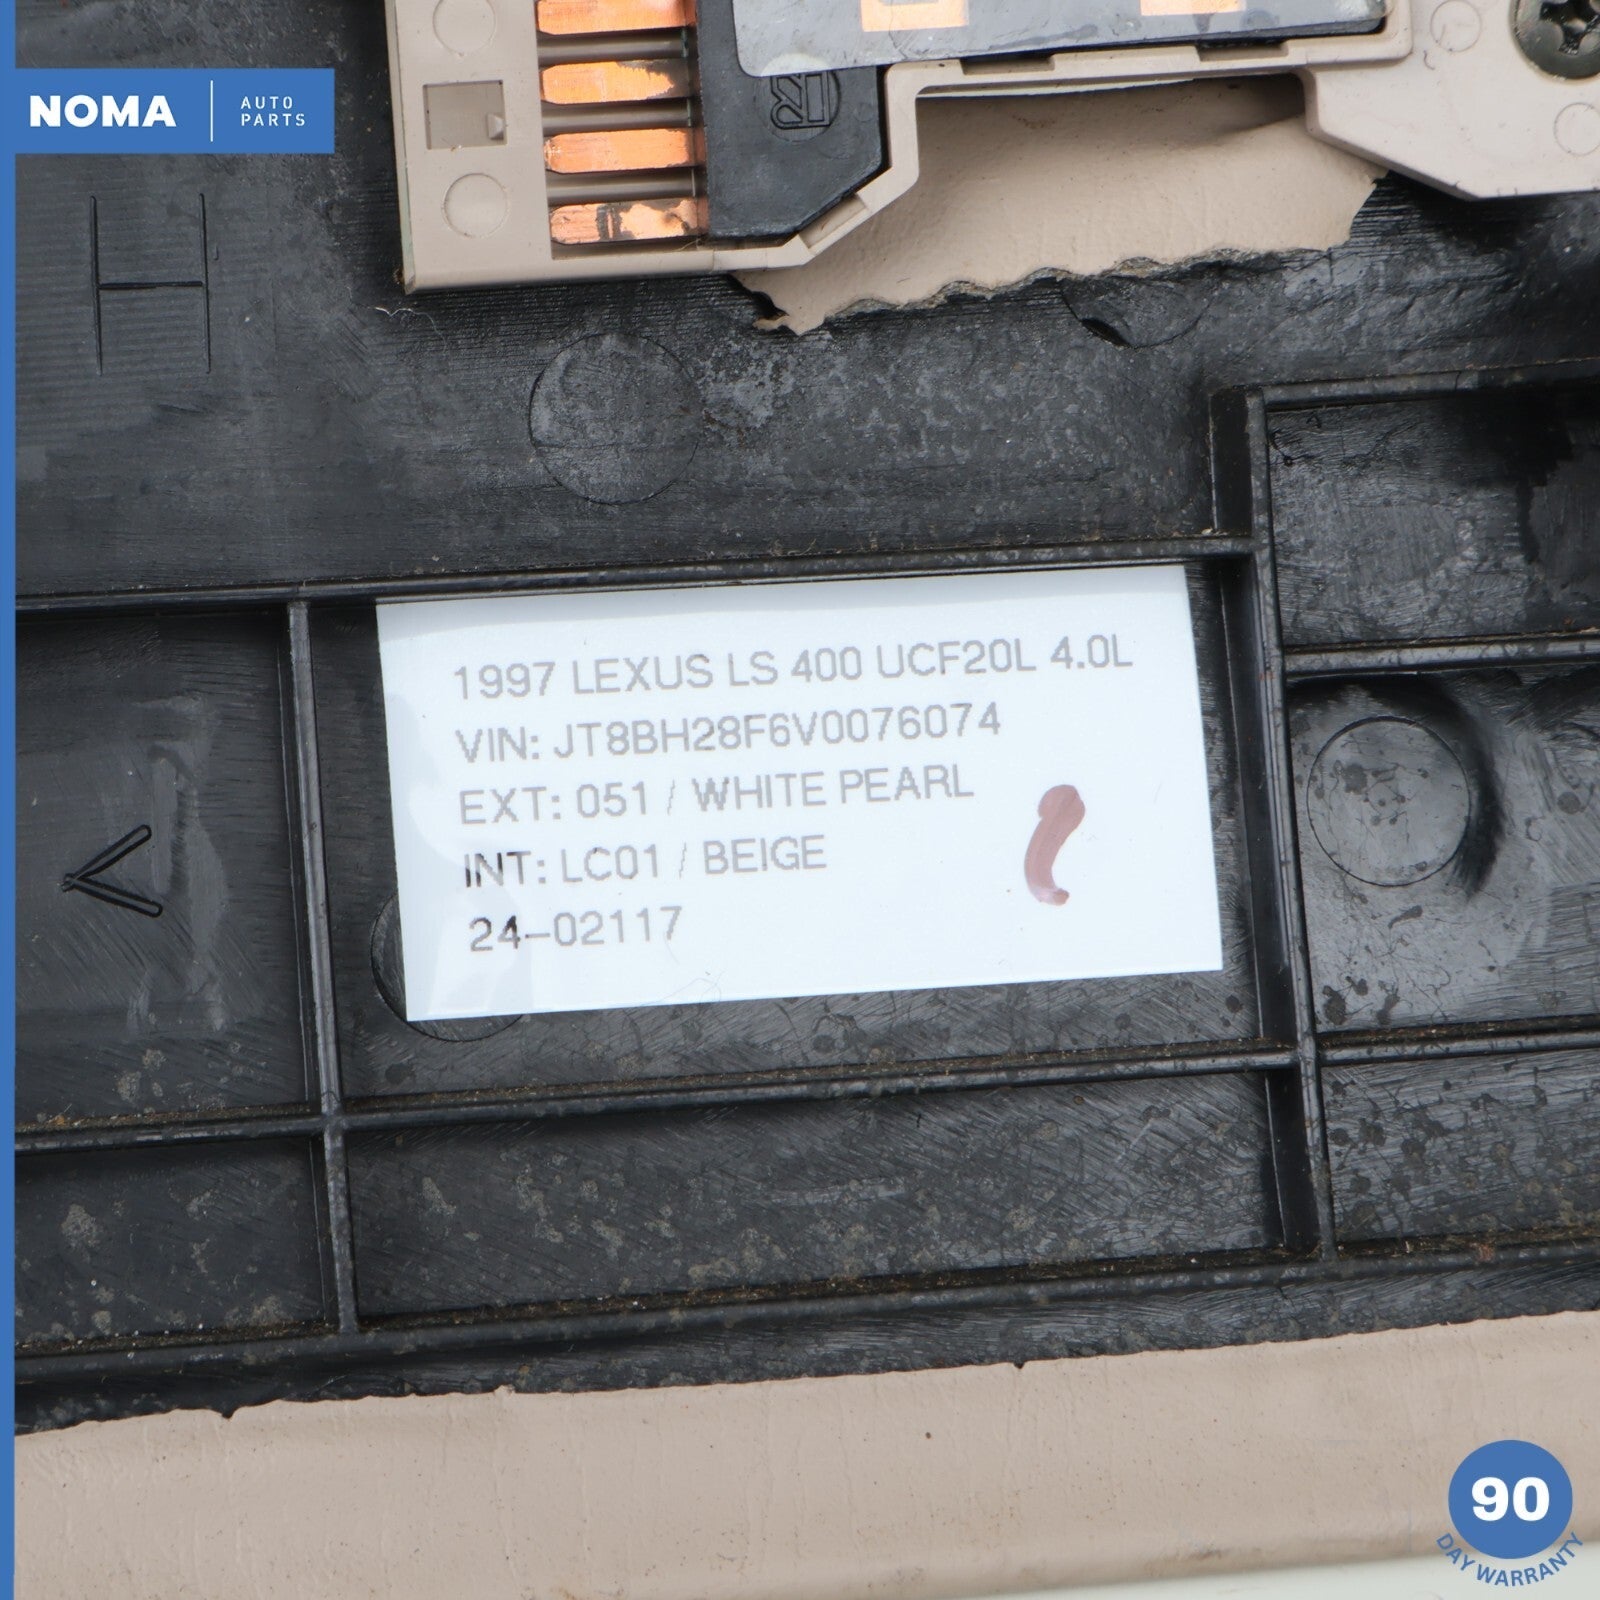 NOMA
AUTO
PARTS
H
1997 LEXUS LS 400 UCF20L 4.0L
VIN: JT8BH28F6V0076074
EXT: 051 / WHITE PEARL
INT: LC01 / BEIGE
24-02117
90
DAY WARRANTY